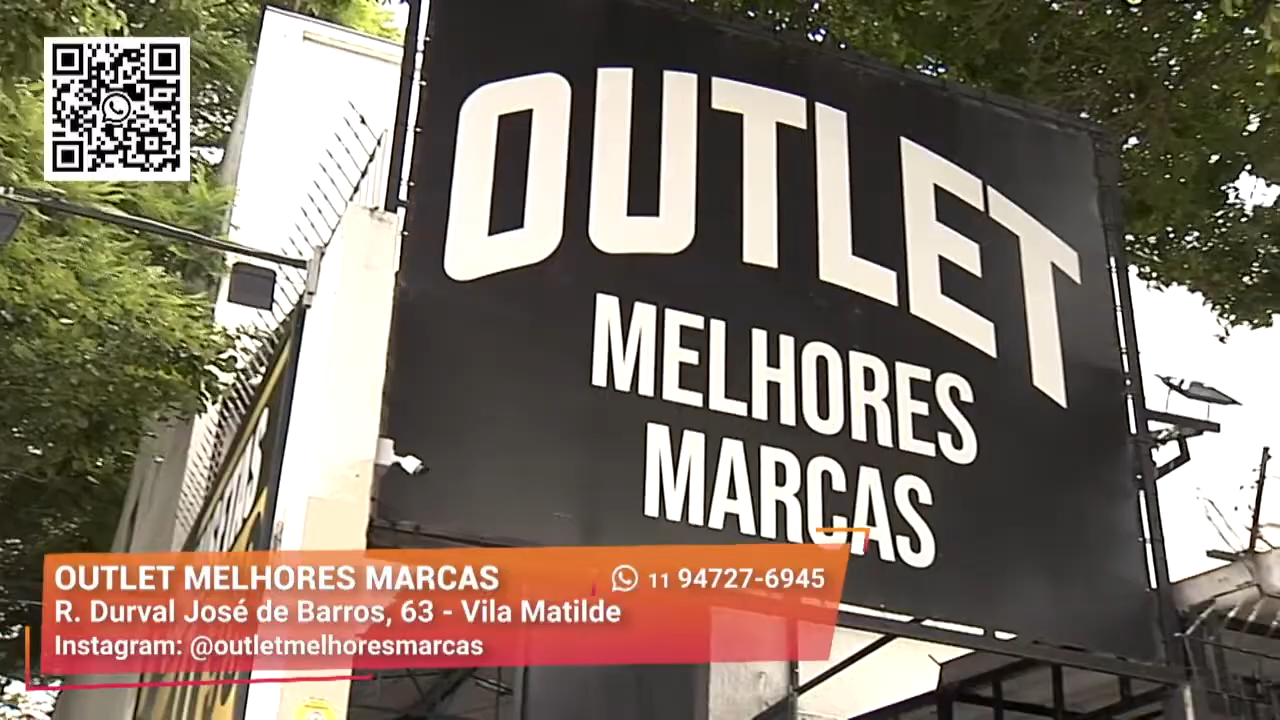 OUTLET
MELHORES
MARCAS
OUTLET MELHORES MARCAS
11 94727-6945
R. Durval José de Barros, 63 - Vila Matilde
Instagram: @outletmelhoresmarcas